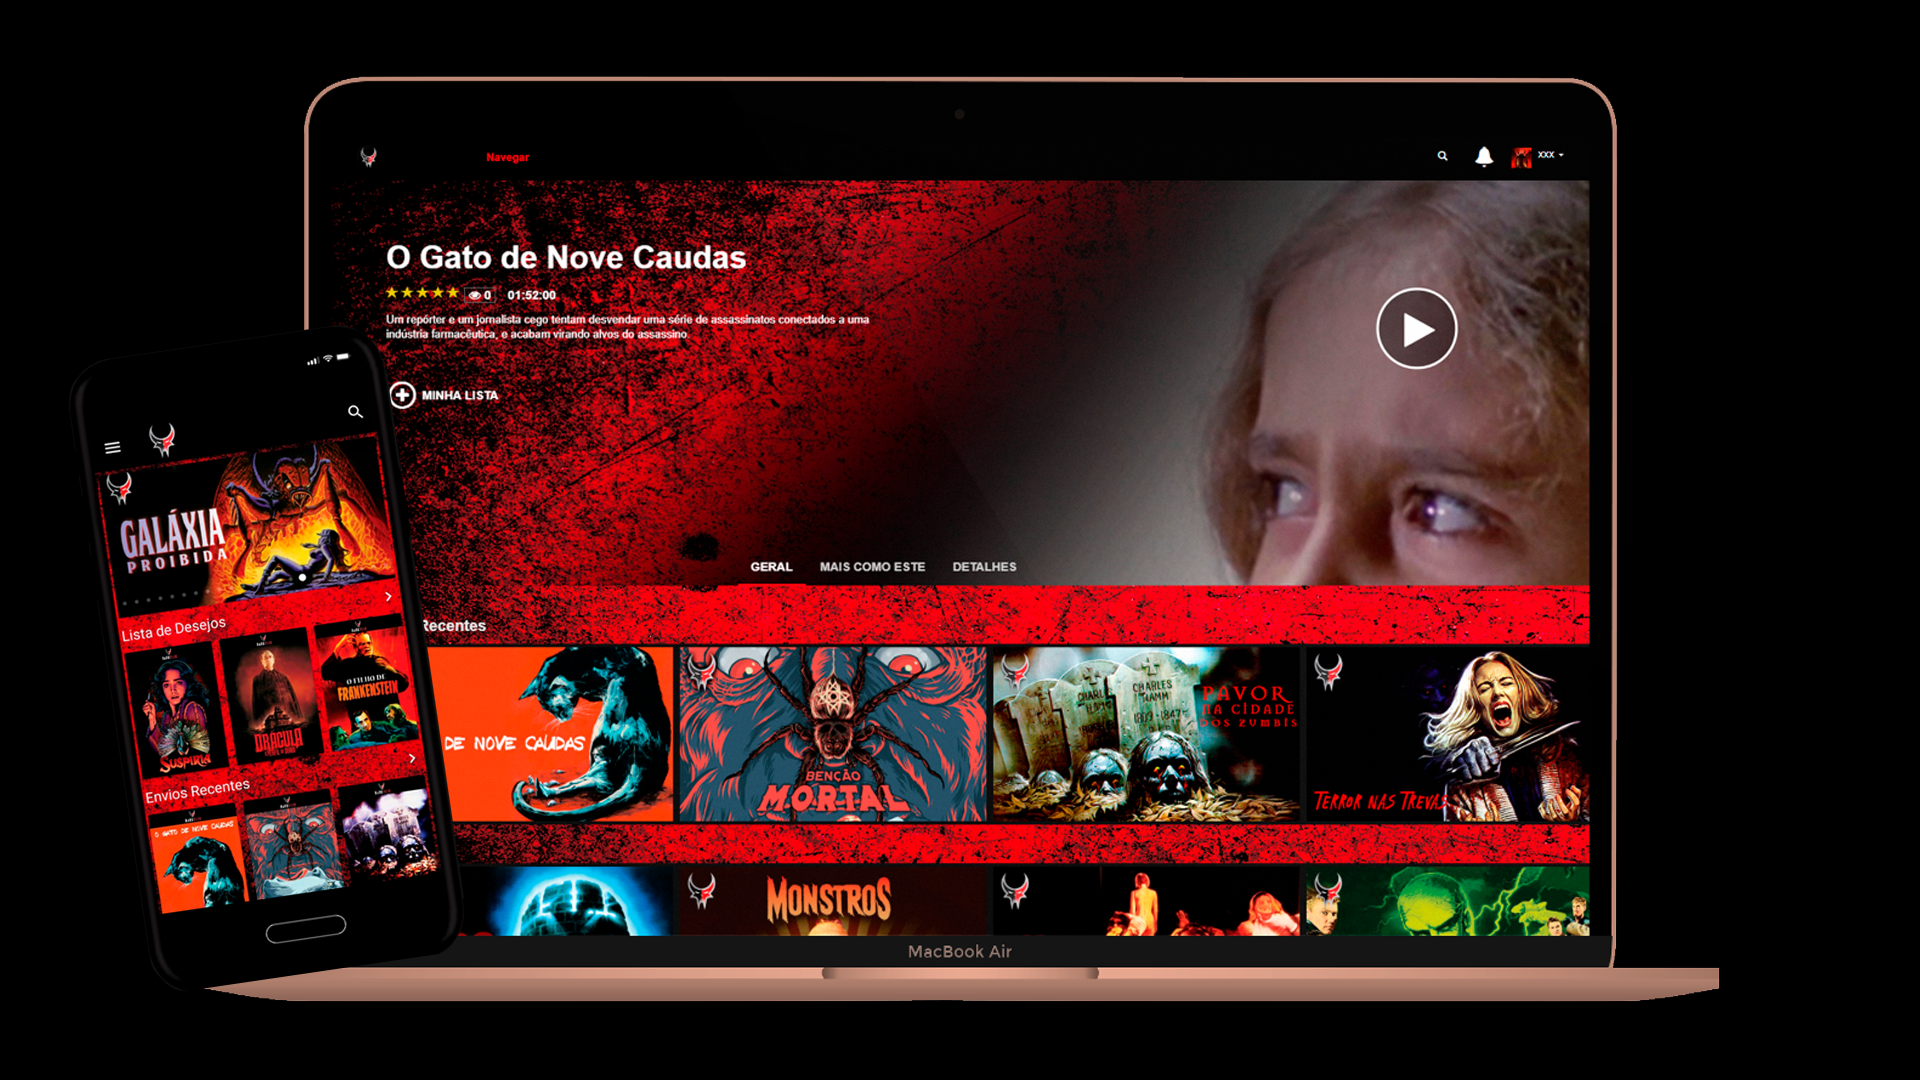 Navegar
XXX
O Gato de Nove Caudas
0 01:52:00
Um repórter e um jornalista cego tentam desvendar uma série de assassinatos conectados a uma
indústria farmacêutica, e acabam virando alvos do assassino.
MINHA LISTA
GERAL MAIS COMO ESTE DETALHES
Recentes
DE NOVE CAUDAS
BENÇÃO
MORTAL
CHARLES
HAMM
1809-1847
PAVOR
NA CIDADE
DOS ZUMBIS
TERROR NAS TREVAS
MONSTROS
MacBook Air
GALÁXIA
PROIBIDA
Lista de Desejos
SUSPIRIA
DRÁCULA
O FILHO DE
FRANKENSTEIN
Envios Recentes
O GATO DE NOVE CAUDAS